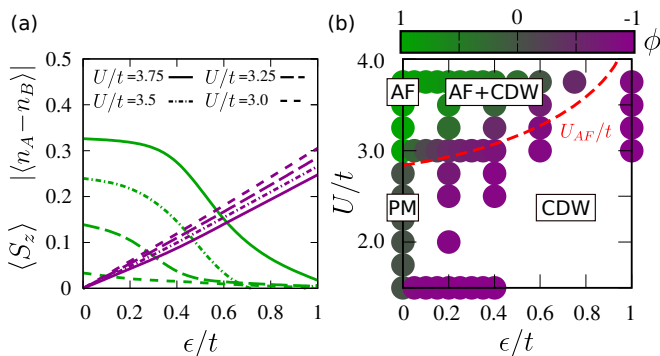 (a)
0.5
0.4
0.3
0.2
0.1
0
⟨S_z⟩ |⟨n_A−n_B⟩|
U/t=3.75 U/t=3.25
U/t=3.5 U/t=3.0
0 0.2 0.4 0.6 0.8 1
ϵ/t
(b)
1 0 -1 ϕ
4.0
3.0
2.0
U/t
AF AF+CDW
U_AF/t
PM CDW
0 0.2 0.4 0.6 0.8 1
ϵ/t